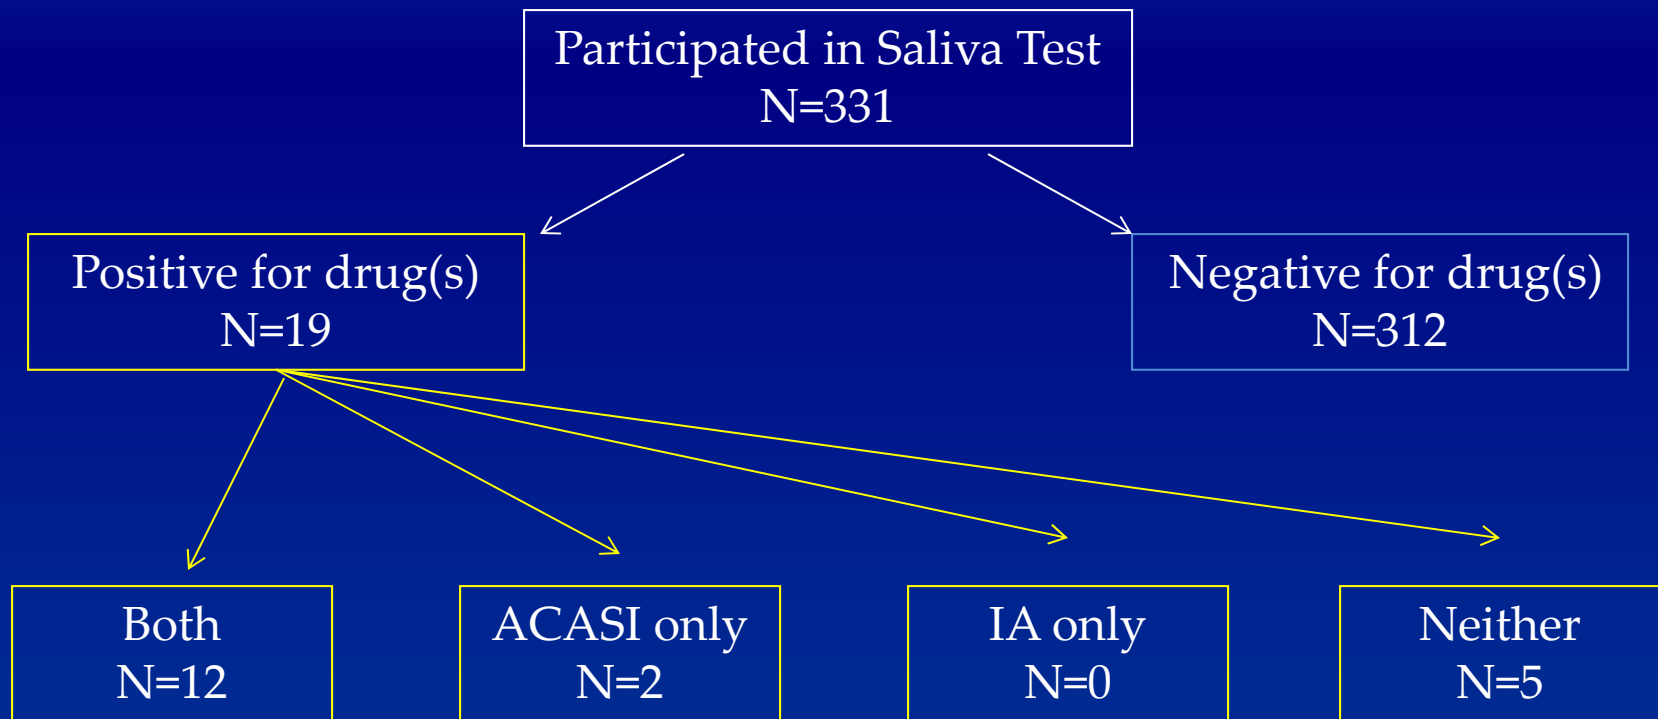 Participated in Saliva Test
N=331
Positive for drug(s)
N=19
Negative for drug(s)
N=312
Both
N=12
ACASI only
N=2
IA only
N=0
Neither
N=5